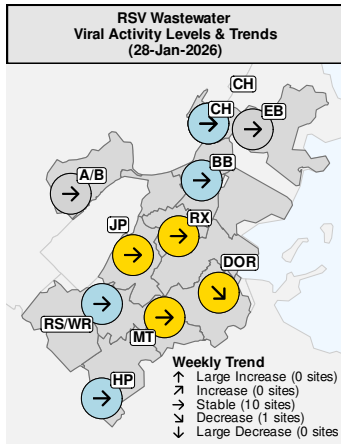 RSV Wastewater
Viral Activity Levels & Trends
(28-Jan-2026)
CH
CH
EB
BB
A/B
RX
JP
DOR
RS/WR
MT
HP
Weekly Trend
↑ Large Increase (0 sites)
↗ Increase (0 sites)
→ Stable (10 sites)
↘ Decrease (1 sites)
↓ Large Decrease (0 sites